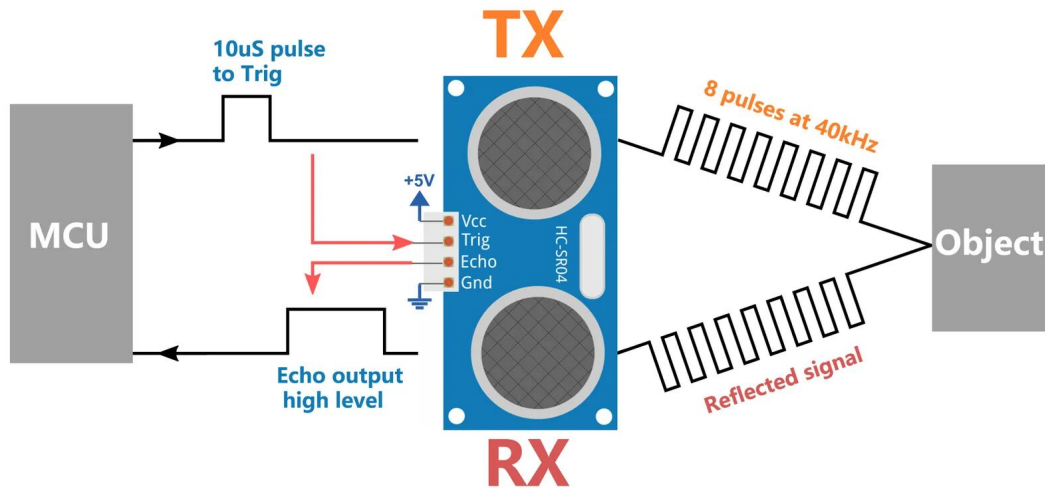 TX
10uS pulse
to Trig
8 pulses at 40kHz
+5V
MCU
Vcc
Trig
Echo
Gnd
HC-SR04
Object
Echo output
high level
Reflected signal
RX